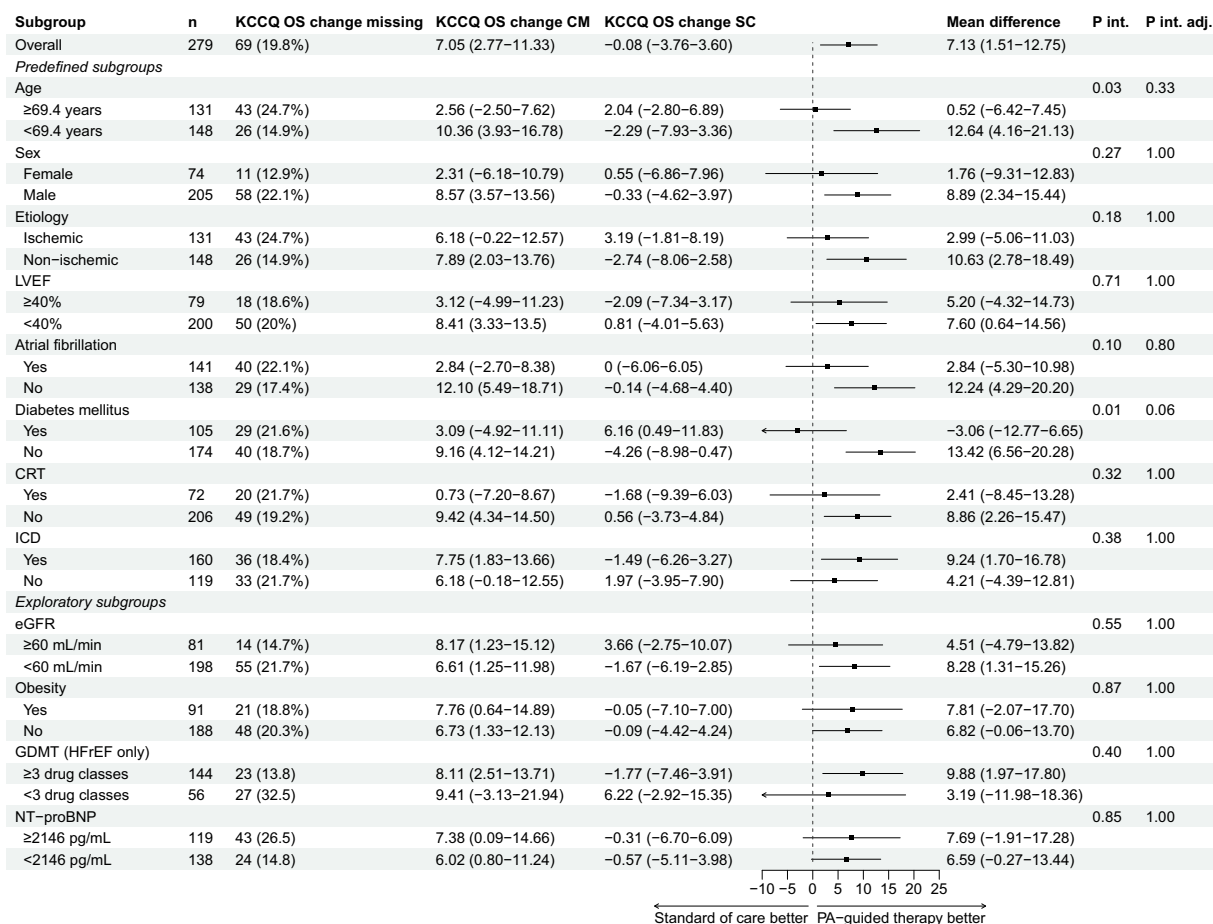 Subgroup n KCCQ OS change missing KCCQ OS change CM KCCQ OS change SC Mean difference P int. P int. adj.
Overall 279 69 (19.8%) 7.05 (2.77−11.33) −0.08 (−3.76−3.60) 7.13 (1.51−12.75)
Predefined subgroups
Age 0.03 0.33
≥69.4 years 131 43 (24.7%) 2.56 (−2.50−7.62) 2.04 (−2.80−6.89) 0.52 (−6.42−7.45)
<69.4 years 148 26 (14.9%) 10.36 (3.93−16.78) −2.29 (−7.93−3.36) 12.64 (4.16−21.13)
Sex 0.27 1.00
Female 74 11 (12.9%) 2.31 (−6.18−10.79) 0.55 (−6.86−7.96) 1.76 (−9.31−12.83)
Male 205 58 (22.1%) 8.57 (3.57−13.56) −0.33 (−4.62−3.97) 8.89 (2.34−15.44)
Etiology 0.18 1.00
Ischemic 131 43 (24.7%) 6.18 (−0.22−12.57) 3.19 (−1.81−8.19) 2.99 (−5.06−11.03)
Non−ischemic 148 26 (14.9%) 7.89 (2.03−13.76) −2.74 (−8.06−2.58) 10.63 (2.78−18.49)
LVEF 0.71 1.00
≥40% 79 18 (18.6%) 3.12 (−4.99−11.23) −2.09 (−7.34−3.17) 5.20 (−4.32−14.73)
<40% 200 50 (20%) 8.41 (3.33−13.5) 0.81 (−4.01−5.63) 7.60 (0.64−14.56)
Atrial fibrillation 0.10 0.80
Yes 141 40 (22.1%) 2.84 (−2.70−8.38) 0 (−6.06−6.05) 2.84 (−5.30−10.98)
No 138 29 (17.4%) 12.10 (5.49−18.71) −0.14 (−4.68−4.40) 12.24 (4.29−20.20)
Diabetes mellitus 0.01 0.06
Yes 105 29 (21.6%) 3.09 (−4.92−11.11) 6.16 (0.49−11.83) −3.06 (−12.77−6.65)
No 174 40 (18.7%) 9.16 (4.12−14.21) −4.26 (−8.98−0.47) 13.42 (6.56−20.28)
CRT 0.32 1.00
Yes 72 20 (21.7%) 0.73 (−7.20−8.67) −1.68 (−9.39−6.03) 2.41 (−8.45−13.28)
No 206 49 (19.2%) 9.42 (4.34−14.50) 0.56 (−3.73−4.84) 8.86 (2.26−15.47)
ICD 0.38 1.00
Yes 160 36 (18.4%) 7.75 (1.83−13.66) −1.49 (−6.26−3.27) 9.24 (1.70−16.78)
No 119 33 (21.7%) 6.18 (−0.18−12.55) 1.97 (−3.95−7.90) 4.21 (−4.39−12.81)
Exploratory subgroups
eGFR 0.55 1.00
≥60 mL/min 81 14 (14.7%) 8.17 (1.23−15.12) 3.66 (−2.75−10.07) 4.51 (−4.79−13.82)
<60 mL/min 198 55 (21.7%) 6.61 (1.25−11.98) −1.67 (−6.19−2.85) 8.28 (1.31−15.26)
Obesity 0.87 1.00
Yes 91 21 (18.8%) 7.76 (0.64−14.89) −0.05 (−7.10−7.00) 7.81 (−2.07−17.70)
No 188 48 (20.3%) 6.73 (1.33−12.13) −0.09 (−4.42−4.24) 6.82 (−0.06−13.70)
GDMT (HFrEF only) 0.40 1.00
≥3 drug classes 144 23 (13.8) 8.11 (2.51−13.71) −1.77 (−7.46−3.91) 9.88 (1.97−17.80)
<3 drug classes 56 27 (32.5) 9.41 (−3.13−21.94) 6.22 (−2.92−15.35) 3.19 (−11.98−18.36)
NT−proBNP 0.85 1.00
≥2146 pg/mL 119 43 (26.5) 7.38 (0.09−14.66) −0.31 (−6.70−6.09) 7.69 (−1.91−17.28)
<2146 pg/mL 138 24 (14.8) 6.02 (0.80−11.24) −0.57 (−5.11−3.98) 6.59 (−0.27−13.44)
−10 −5 0 5 10 15 20 25
Standard of care better PA−guided therapy better